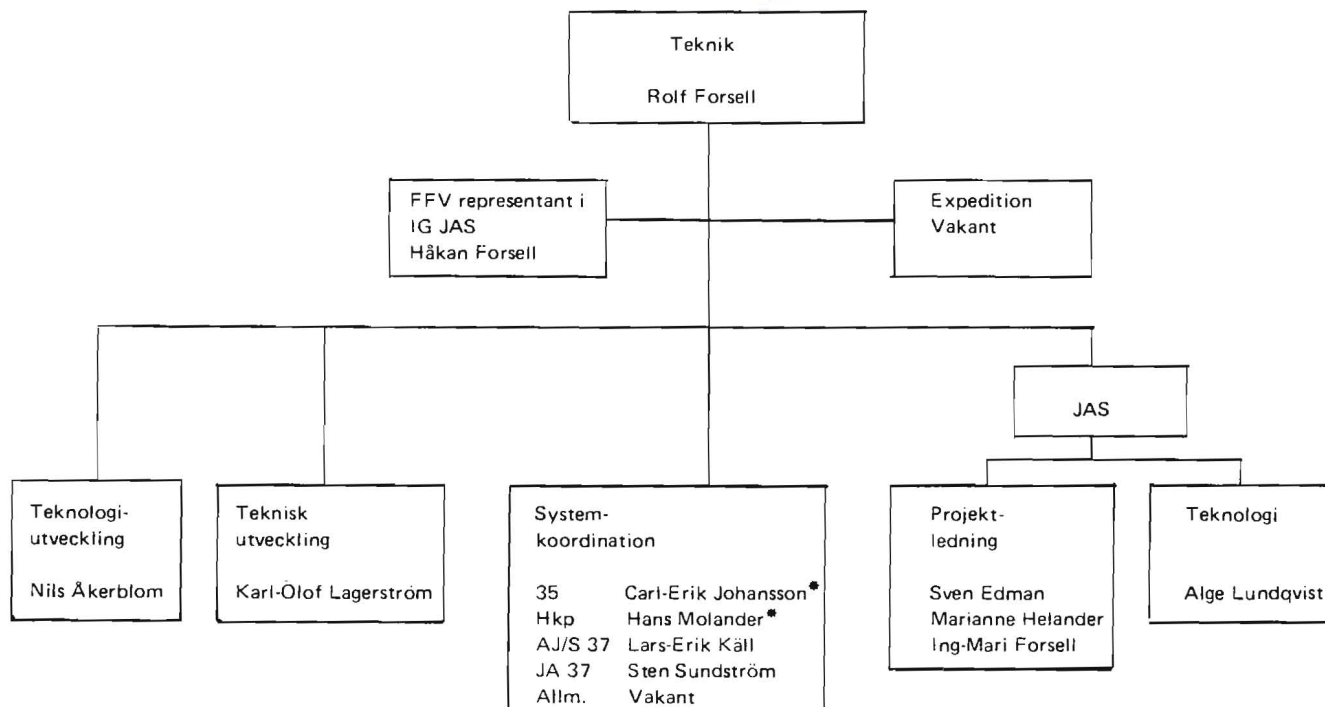 Teknik
Rolf Forsell
FFV representant i
IG JAS
Håkan Forsell
Expedition
Vakant
JAS
Teknologi-
utveckling
Nils Åkerblom
Teknisk
utveckling
Karl-Ölof Lagerström
System-
koordination
35 Carl-Erik Johansson*
Hkp Hans Molander*
AJ/S 37 Lars-Erik Käll
JA 37 Sten Sundström
Allm. Vakant
Projekt-
ledning
Sven Edman
Marianne Helander
Ing-Mari Forsell
Teknologi
Alge Lundqvist